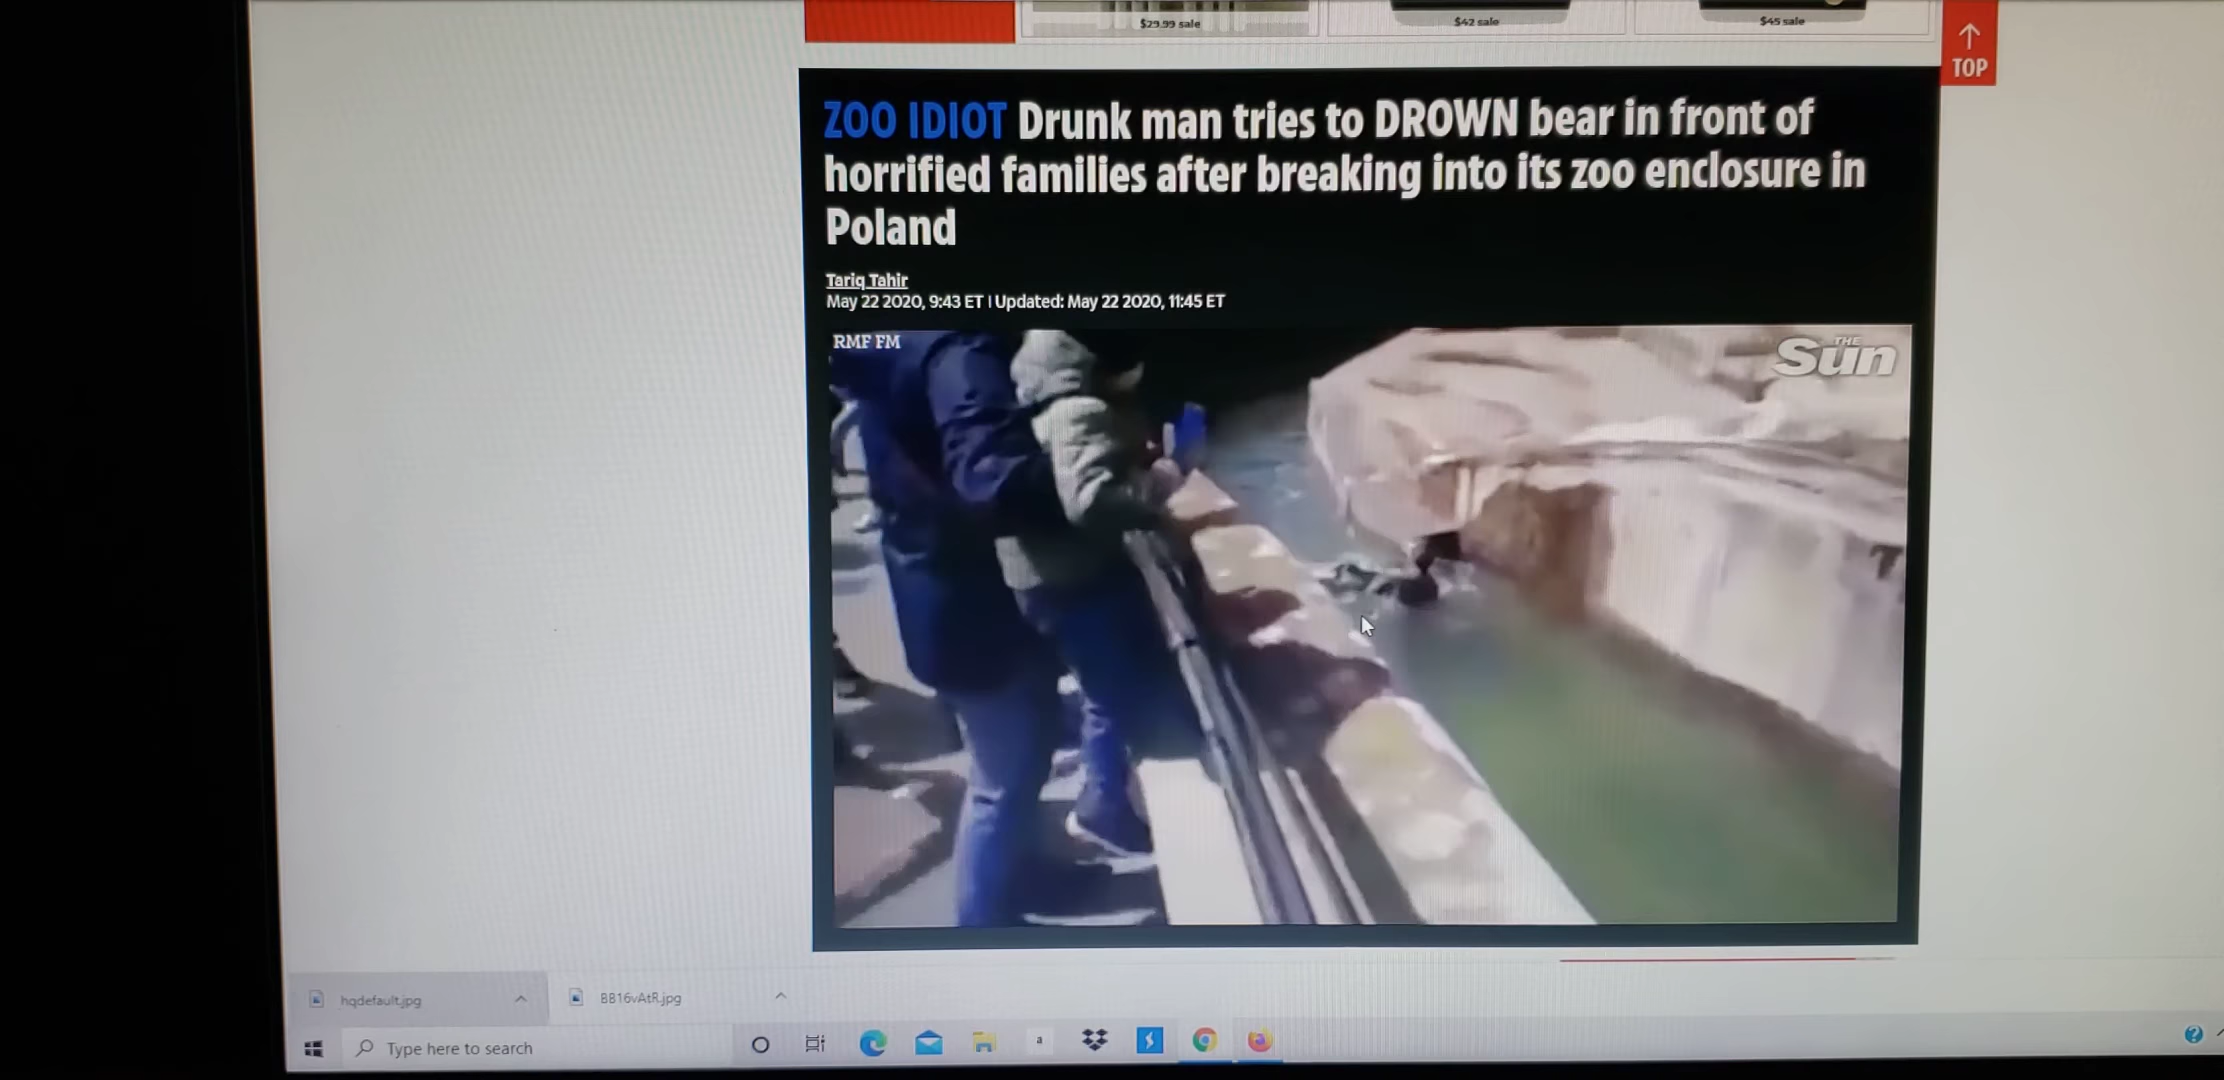 $29.99 sale
$42 sale
$45 sale
TOP
ZOO IDIOT Drunk man tries to DROWN bear in front of
horrified families after breaking into its zoo enclosure in
Poland
Tariq Tahir
May 22 2020, 9:43 ET I Updated: May 22 2020, 11:45 ET
RMF FM
THE
Sun
hqdefault.jpg
BB16vAtR.jpg
Type here to search
a